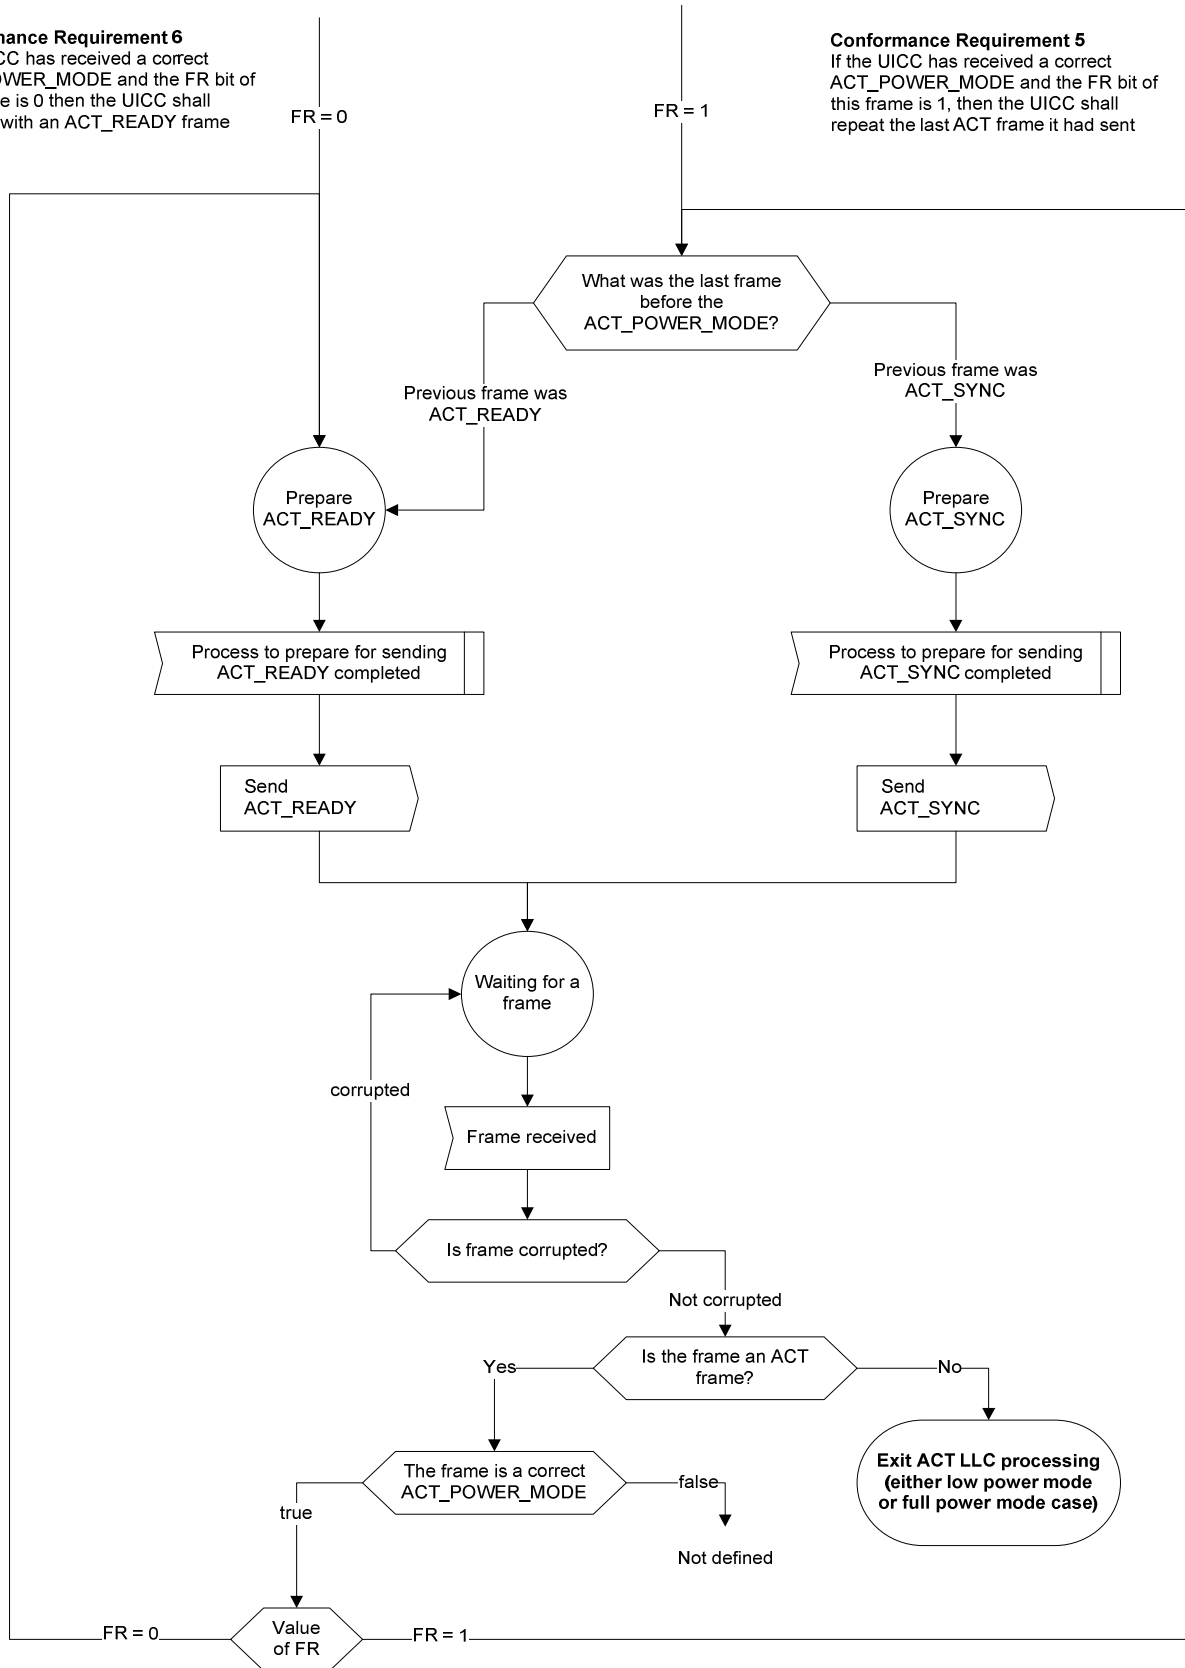 mance Requirement 6
CC has received a correct
OWER_MODE and the FR bit of
e is 0 then the UICC shall
with an ACT_READY frame
Conformance Requirement 5
If the UICC has received a correct
ACT_POWER_MODE and the FR bit of
this frame is 1, then the UICC shall
repeat the last ACT frame it had sent
FR = 0
FR = 1
What was the last frame
before the
ACT_POWER_MODE?
Previous frame was
ACT_READY
Previous frame was
ACT_SYNC
Prepare
ACT_READY
Prepare
ACT_SYNC
Process to prepare for sending
ACT_READY completed
Process to prepare for sending
ACT_SYNC completed
Send
ACT_READY
Send
ACT_SYNC
Waiting for a
frame
corrupted
Frame received
Is frame corrupted?
Not corrupted
Is the frame an ACT
frame?
Yes
No
The frame is a correct
ACT_POWER_MODE
Exit ACT LLC processing
(either low power mode
or full power mode case)
true
false
Not defined
Value
of FR
FR = 0
FR = 1